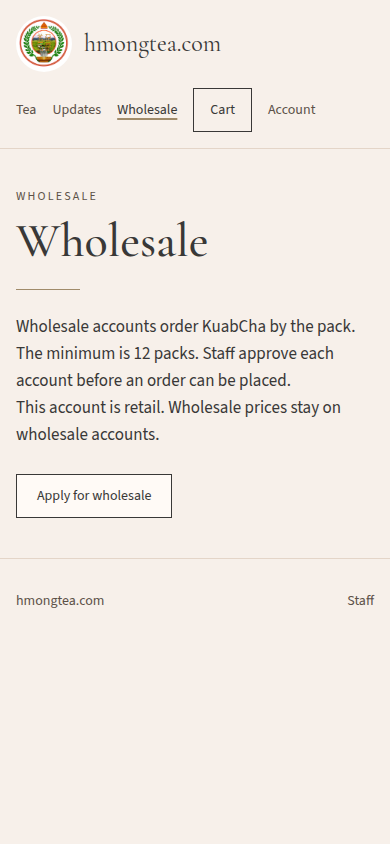 hmongtea.com
Tea Updates Wholesale Cart Account
WHOLESALE
Wholesale
Wholesale accounts order KuabCha by the pack.
The minimum is 12 packs. Staff approve each
account before an order can be placed.
This account is retail. Wholesale prices stay on
wholesale accounts.
Apply for wholesale
hmongtea.com Staff